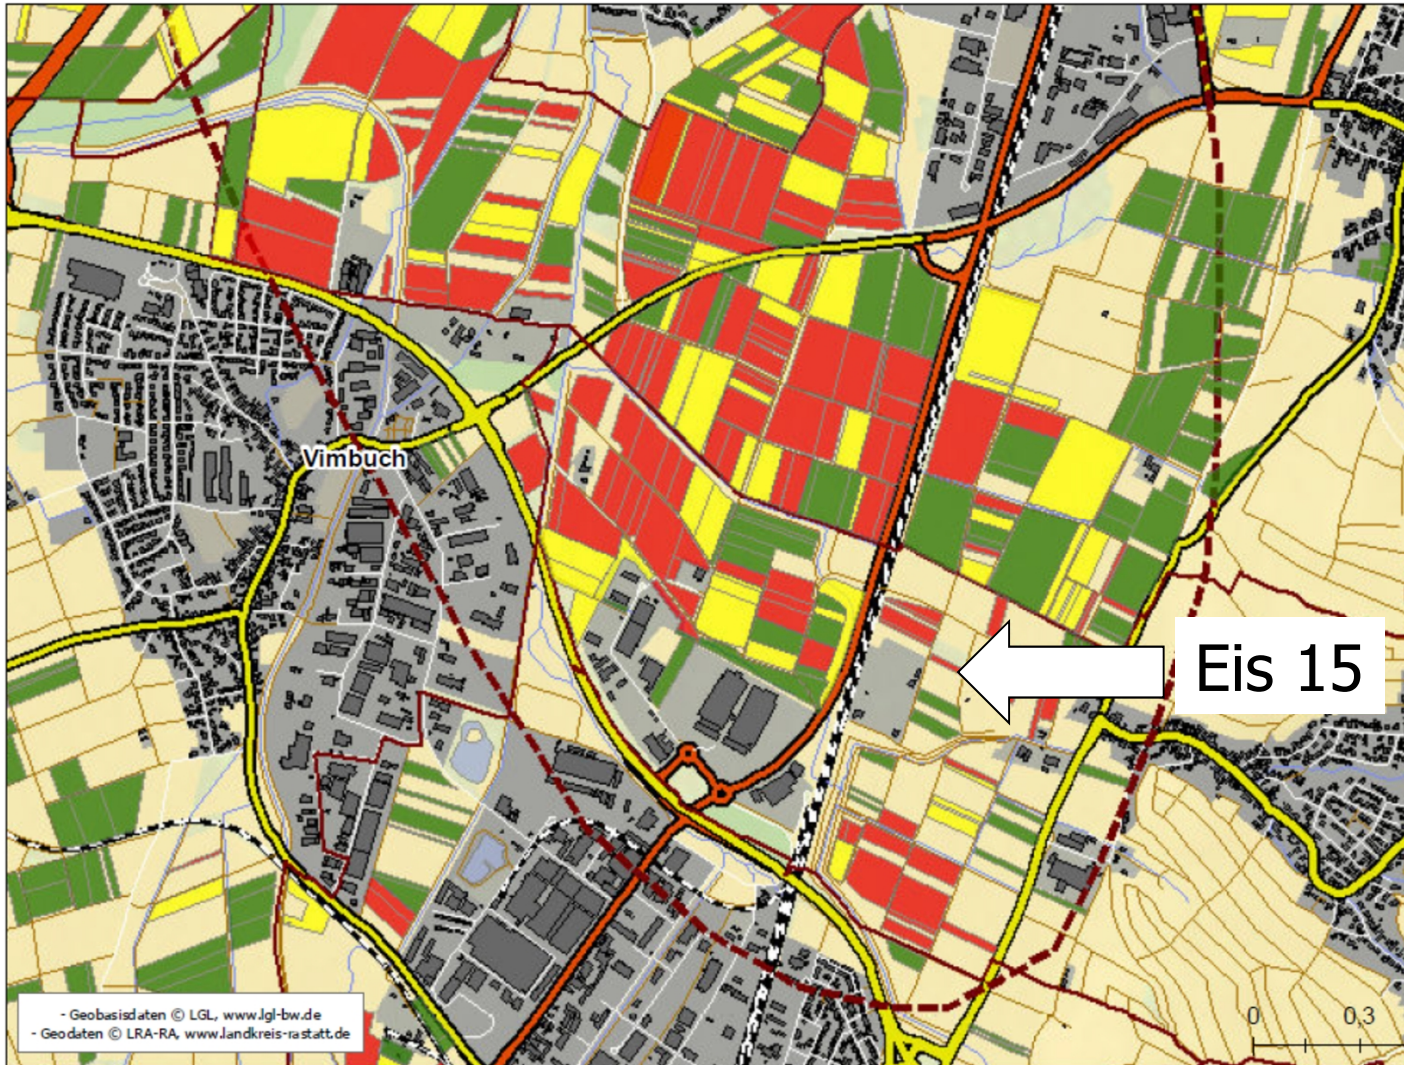 Vimbuch
Eis 15
- Geobasisdaten © LGL, www.lgl-bw.de
- Geodaten © LRA-RA, www.landkreis-rastatt.de
0 0,3